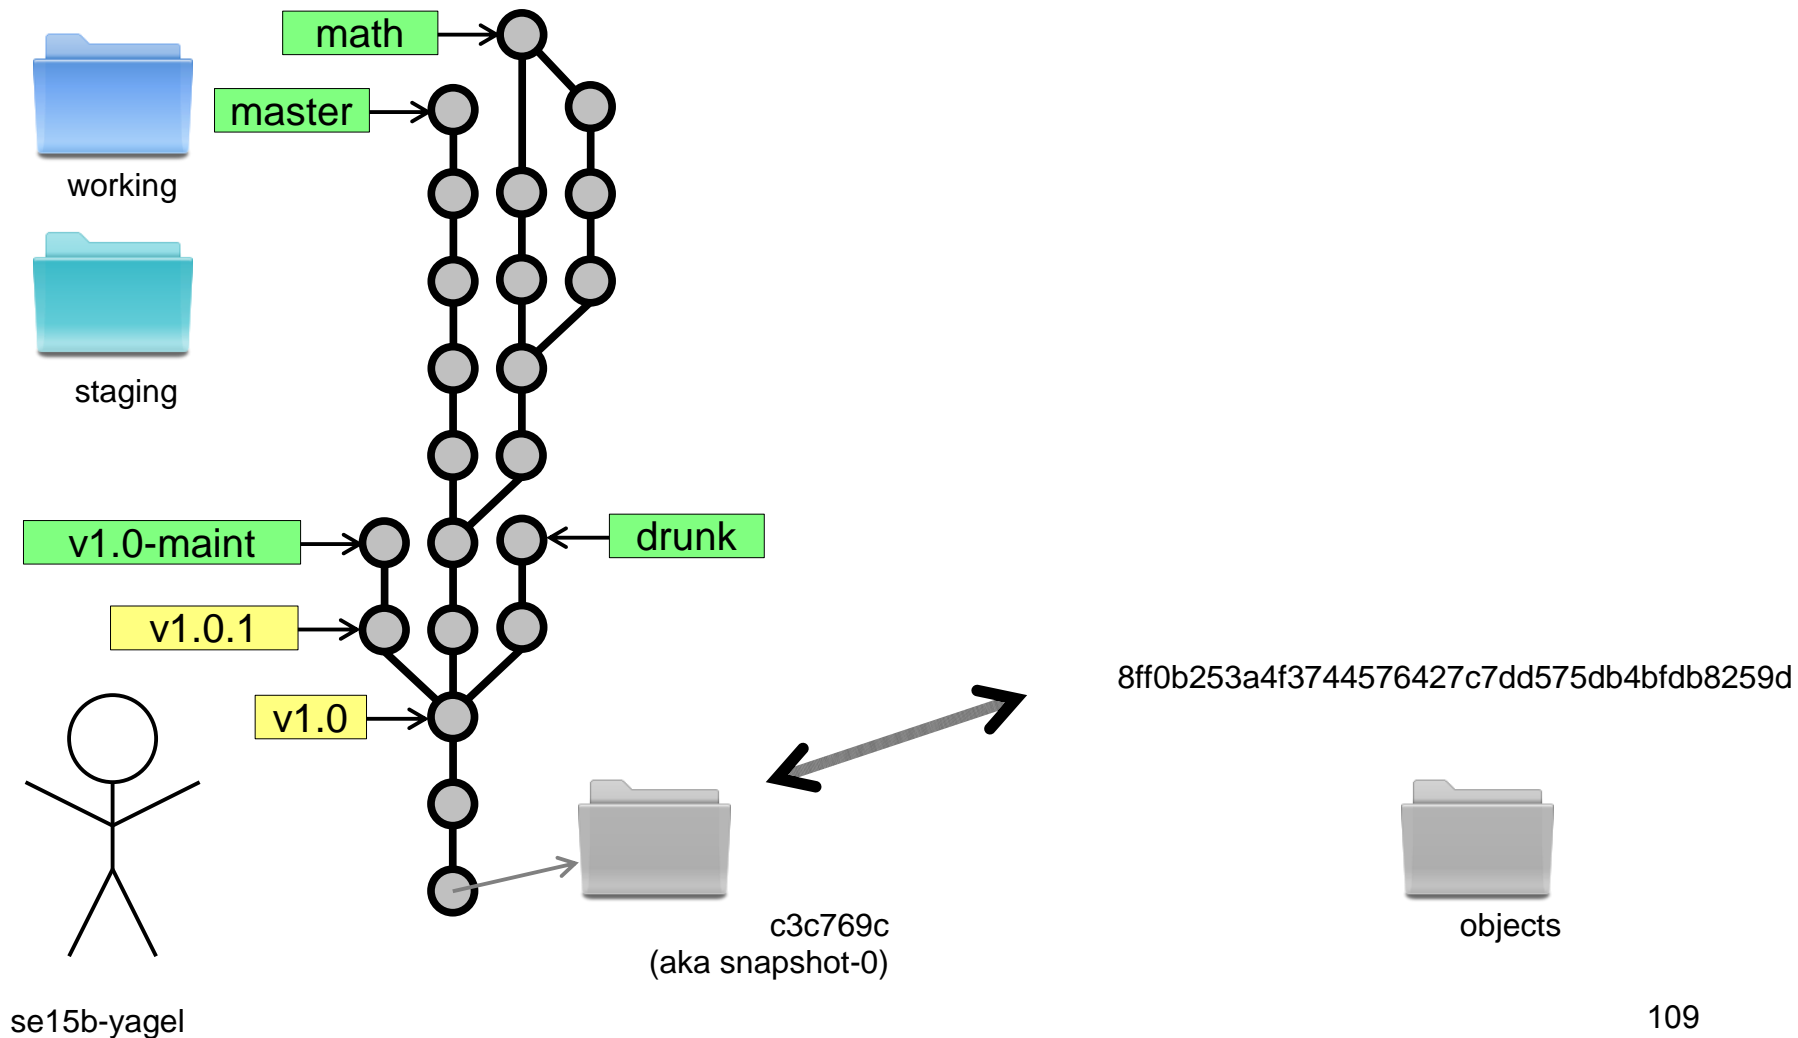 math
master
working
staging
v1.0-maint
drunk
v1.0.1
8ff0b253a4f3744576427c7dd575db4bfdb8259d
v1.0
c3c769c
(aka snapshot-0)
objects
se15b-yagel
109